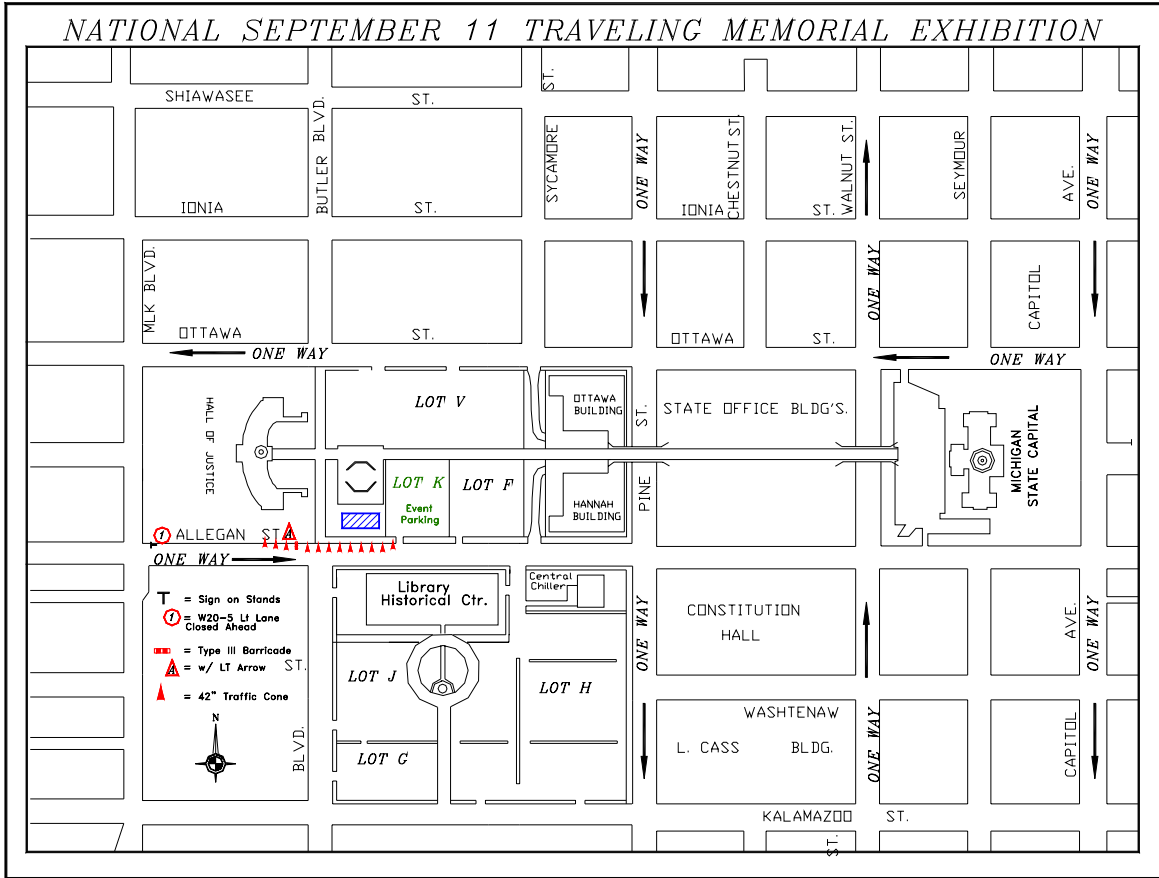 NATIONAL SEPTEMBER 11 TRAVELING MEMORIAL EXHIBITION
SHIAWASEE ST.
BUTLER BLVD.
SYCAMORE ST.
ONE WAY
CHESTNUT ST.
WALNUT ST.
SEYMOUR
AVE.
ONE WAY
IONIA ST.
IONIA ST.
MLK BLVD.
ONE WAY
CAPITOL
OTTAWA ST.
OTTAWA ST.
ONE WAY
ONE WAY
HALL OF JUSTICE
LOT V
OTTAWA
BUILDING
ST.
STATE OFFICE BLDG'S.
MICHIGAN
STATE CAPITAL
LOT K
LOT F
Event
Parking
HANNAH
BUILDING
PINE
1 ALLEGAN ST. A
T
ONE WAY
Library
Historical Ctr.
Central
Chiller
T = Sign on Stands
1 = W20-5 Lt Lane
Closed Ahead
= Type III Barricade
A = w/ LT Arrow
= 42" Traffic Cone
N
ST.
BLVD.
LOT J
LOT H
LOT G
ONE WAY
CONSTITUTION
HALL
AVE.
ONE WAY
WASHTENAW
L. CASS BLDG.
ONE WAY
CAPITOL
KALAMAZOO ST.
ST.